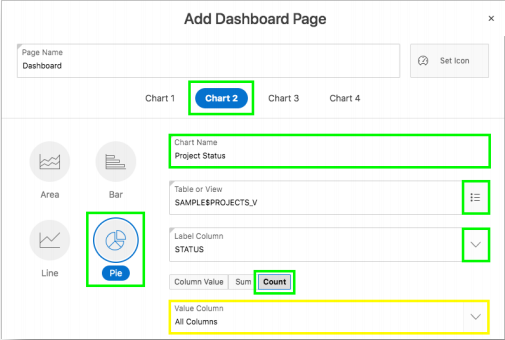 Add Dashboard Page
×
Page Name
Dashboard
Set Icon
Chart 1 Chart 2 Chart 3 Chart 4
Chart Name
Project Status
Area Bar
Table or View
SAMPLE$PROJECTS_V
Label Column
STATUS
Line Pie
Column Value Sum Count
Value Column
All Columns